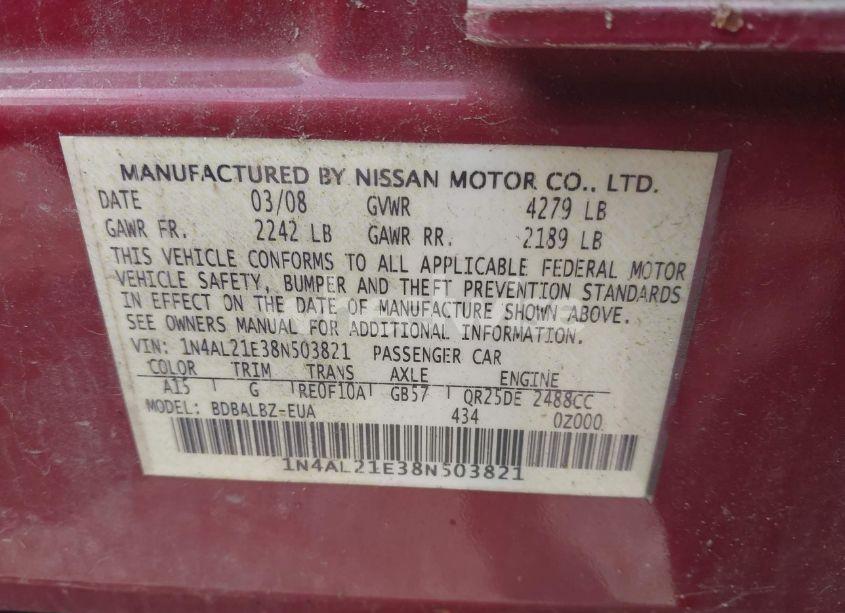 MANUFACTURED BY NISSAN MOTOR CO., LTD.
DATE 03/08 GVWR 4279 LB
GAWR FR. 2242 LB GAWR RR. 2189 LB
THIS VEHICLE CONFORMS TO ALL APPLICABLE FEDERAL MOTOR
VEHICLE SAFETY, BUMPER AND THEFT PREVENTION STANDARDS
IN EFFECT ON THE DATE OF MANUFACTURE SHOWN ABOVE.
SEE OWNERS MANUAL FOR ADDITIONAL INFORMATION.
VIN: 1N4AL21E38N503821 PASSENGER CAR
COLOR TRIM TRANS AXLE ENGINE
A15 G RE0F10A GB57 QR25DE 2488CC
MODEL: BDBALBZ-EUA 434 0Z000
1N4AL21E38N503821